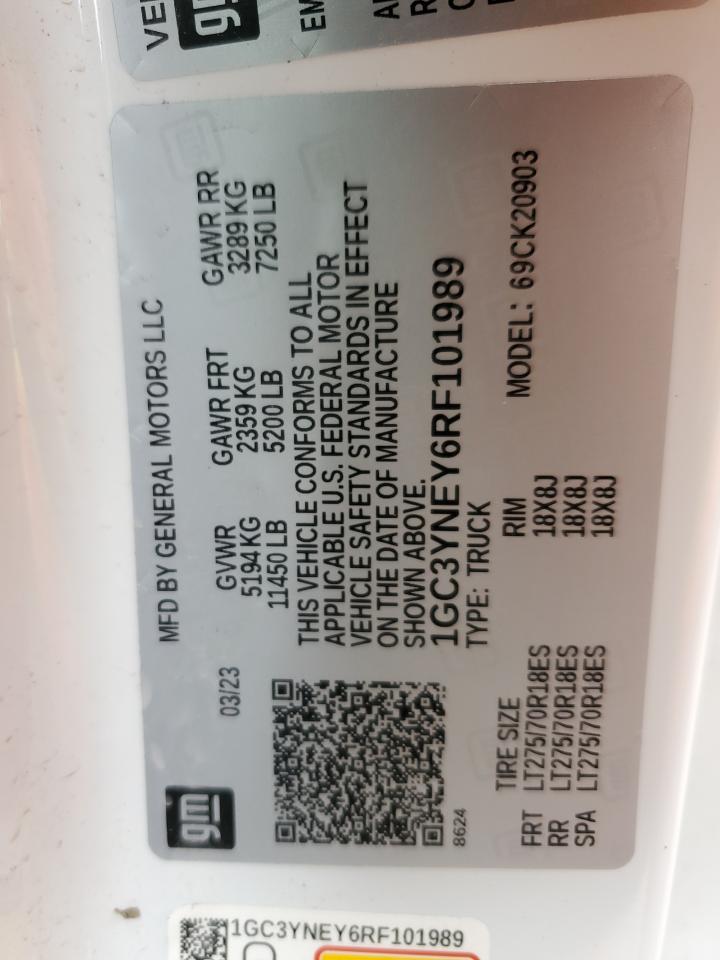 VE
gm
EM
gm
MFD BY GENERAL MOTORS LLC
03/23
GVWR GAWR FRT GAWR RR
5194 KG 2359 KG 3289 KG
11450 LB 5200 LB 7250 LB
THIS VEHICLE CONFORMS TO ALL
APPLICABLE U.S. FEDERAL MOTOR
VEHICLE SAFETY STANDARDS IN EFFECT
ON THE DATE OF MANUFACTURE
SHOWN ABOVE.
1GC3YNEY6RF101989
TYPE: TRUCK
8624
MODEL: 69CK20903
TIRE SIZE RIM
FRT LT275/70R18ES 18X8J
RR LT275/70R18ES 18X8J
SPA LT275/70R18ES 18X8J
1GC3YNEY6RF101989